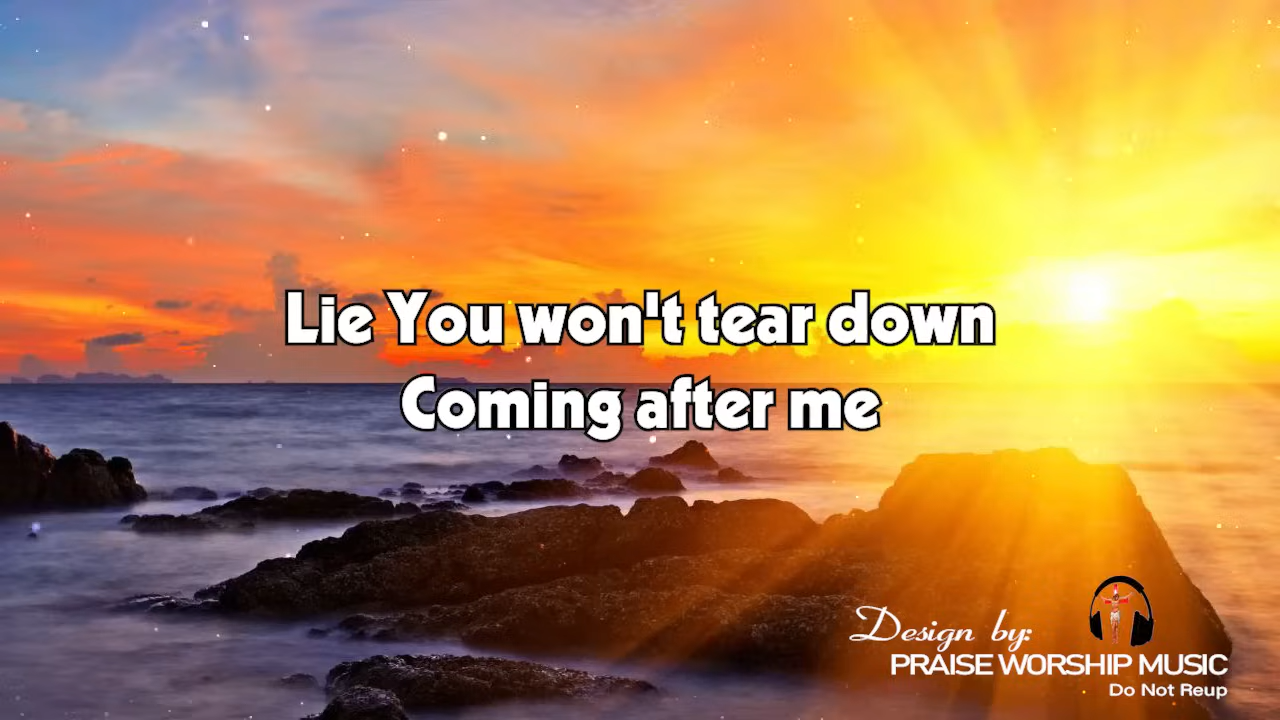 Lie You won't tear down
Coming after me
Design by:
PRAISE WORSHIP MUSIC
Do Not Reup